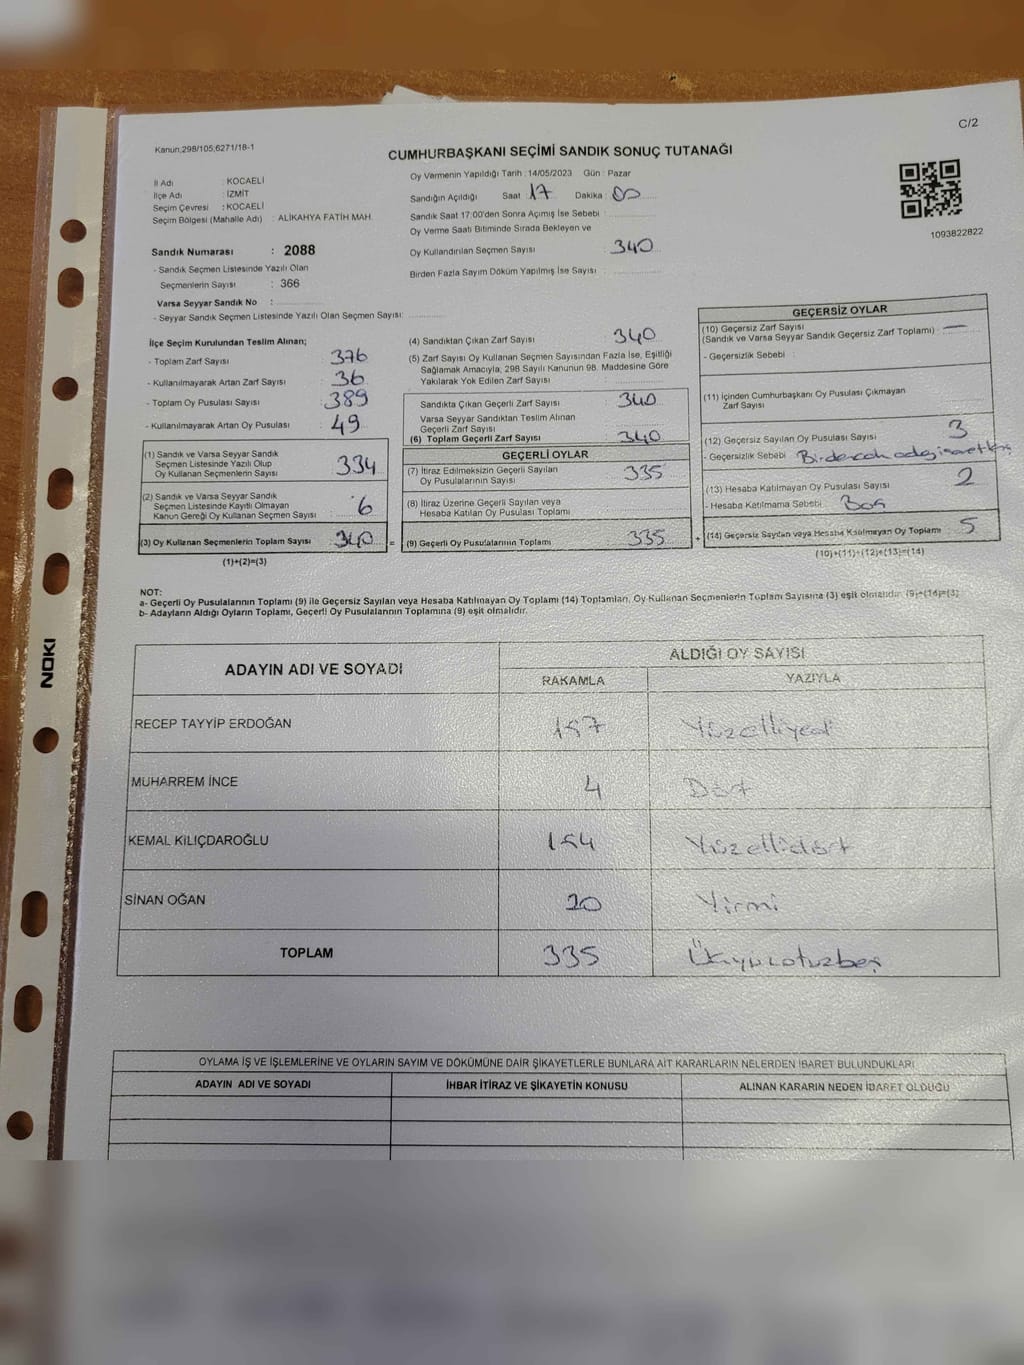 C/2
Kanun,298/105;6271/18-1
CUMHURBAŞKANI SEÇİMİ SANDIK SONUÇ TUTANAĞI
1093822822
İl Adı : KOCAELİ
İlçe Adı : İZMİT
Seçim Çevresi : KOCAELİ
Seçim Bölgesi (Mahalle Adı) : ALİKAHYA FATİH MAH.
Sandık Numarası : 2088
- Sandık Seçmen Listesinde Yazılı Olan
Seçmenlerin Sayısı : 366
Varsa Seyyar Sandık No :
- Seyyar Sandık Seçmen Listesinde Yazılı Olan Seçmen Sayısı:
Oy Vermenin Yapıldığı Tarih : 14/05/2023 Gün : Pazar
Sandığın Açıldığı Saat 17 Dakika : 00
Sandık Saat 17:00'den Sonra Açımış İse Sebebi :
Oy Verme Saati Bitiminde Sırada Bekleyen ve
Oy Kullandırılan Seçmen Sayısı : 340
Birden Fazla Sayım Döküm Yapılmış İse Sayısı :
İlçe Seçim Kurulundan Teslim Alınan;
- Toplam Zarf Sayısı : 376
- Kullanılmayarak Artan Zarf Sayısı : 36
- Toplam Oy Pusulası Sayısı : 389
- Kullanılmayarak Artan Oy Pusulası : 49
(1) Sandık ve Varsa Seyyar Sandık
Seçmen Listesinde Yazılı Olup
Oy Kullanan Seçmenlerin Sayısı : 334
(2) Sandık ve Varsa Seyyar Sandık
Seçmen Listesinde Kayıtlı Olmayan
Kanun Gereği Oy Kullanan Seçmen Sayısı : 6
(3) Oy Kullanan Seçmenlerin Toplam Sayısı : 340
(1)+(2)=(3)
(4) Sandıktan Çıkan Zarf Sayısı : 340
(5) Zarf Sayısı Oy Kullanan Seçmen Sayısından Fazla İse, Eşitliği
Sağlamak Amacıyla, 298 Sayılı Kanunun 98. Maddesine Göre
Yakılarak Yok Edilen Zarf Sayısı :
Sandıkta Çıkan Geçerli Zarf Sayısı : 340
Varsa Seyyar Sandıktan Teslim Alınan
Geçerli Zarf Sayısı :
(6) Toplam Geçerli Zarf Sayısı : 340
GEÇERLİ OYLAR
(7) İtiraz Edilmeksizin Geçerli Sayılan
Oy Pusulalarının Sayısı : 335
(8) İtiraz Üzerine Geçerli Sayılan veya
Hesaba Katılan Oy Pusulası Toplamı :
= (9) Geçerli Oy Pusulalarının Toplamı : 335 +
GEÇERSİZ OYLAR
(10) Geçersiz Zarf Sayısı
(Sandık ve Varsa Seyyar Sandık Geçersiz Zarf Toplamı) : —
- Geçersizlik Sebebi :
(11) İçinden Cumhurbaşkanı Oy Pusulası Çıkmayan
Zarf Sayısı :
(12) Geçersiz Sayılan Oy Pusulası Sayısı : 3
- Geçersizlik Sebebi :
(13) Hesaba Katılmayan Oy Pusulası Sayısı : 2
- Hesaba Katılmama Sebebi : Boş
(14) Geçersiz Sayılan veya Hesaba Katılmayan Oy Toplamı : 5
(10)+(11)+(12)+(13)=(14)
NOT:
a- Geçerli Oy Pusulalarının Toplamı (9) ile Geçersiz Sayılan veya Hesaba Katılmayan Oy Toplamı (14) Toplamları, Oy Kullanan Seçmenlerin Toplam Sayısına (3) eşit olmalıdır. (9)+(14)=(3)
b- Adayların Aldığı Oyların Toplamı, Geçerli Oy Pusulalarının Toplamına (9) eşit olmalıdır.
ADAYIN ADI VE SOYADI
ALDIĞI OY SAYISI
RAKAMLA YAZIYLA
RECEP TAYYİP ERDOĞAN 157 Yüzelliyedi
MUHARREM İNCE 4 Dört
KEMAL KILIÇDAROĞLU 154 Yüzellidört
SİNAN OĞAN 20 Yirmi
TOPLAM 335 Üçyüzotuzbeş
OYLAMA İŞ VE İŞLEMLERİNE VE OYLARIN SAYIM VE DÖKÜMÜNE DAİR ŞİKAYETLERLE BUNLARA AİT KARARLARIN NELERDEN İBARET BULUNDUKLARI
ADAYIN ADI VE SOYADI İHBAR İTİRAZ VE ŞİKAYETİN KONUSU ALINAN KARARIN NEDEN İBARET OLDUĞU
NOKI